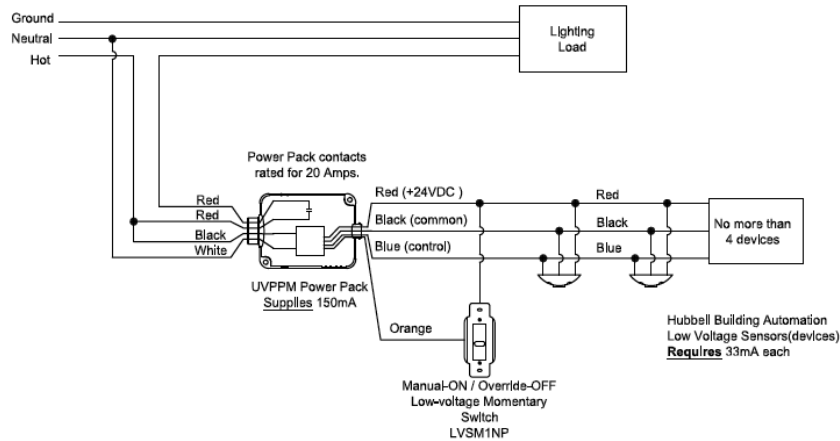 Ground
Neutral
Hot
Lighting
Load
Power Pack contacts
rated for 20 Amps.
Red
Red
Black
White
Red (+24VDC )
Black (common)
Blue (control)
Red
Black
Blue
No more than
4 devices
UVPPM Power Pack
Supplies 150mA
Orange
Manual-ON / Override-OFF
Low-voltage Momentary
Switch
LVSM1NP
Hubbell Building Automation
Low Voltage Sensors(devices)
Requires 33mA each